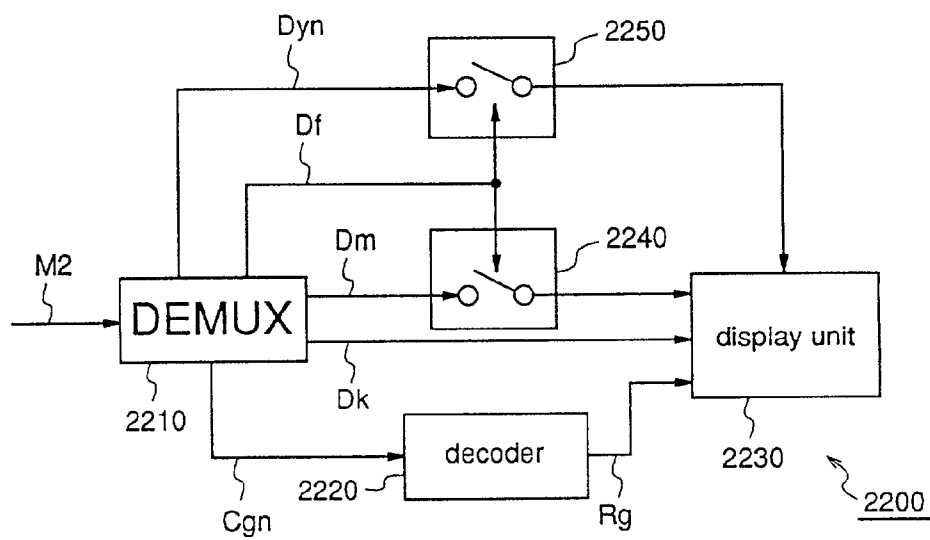 Dyn
2250
Df
Dm
2240
M2
DEMUX
display unit
2210
Dk
2230
decoder
2220
Cgn
Rg
2200